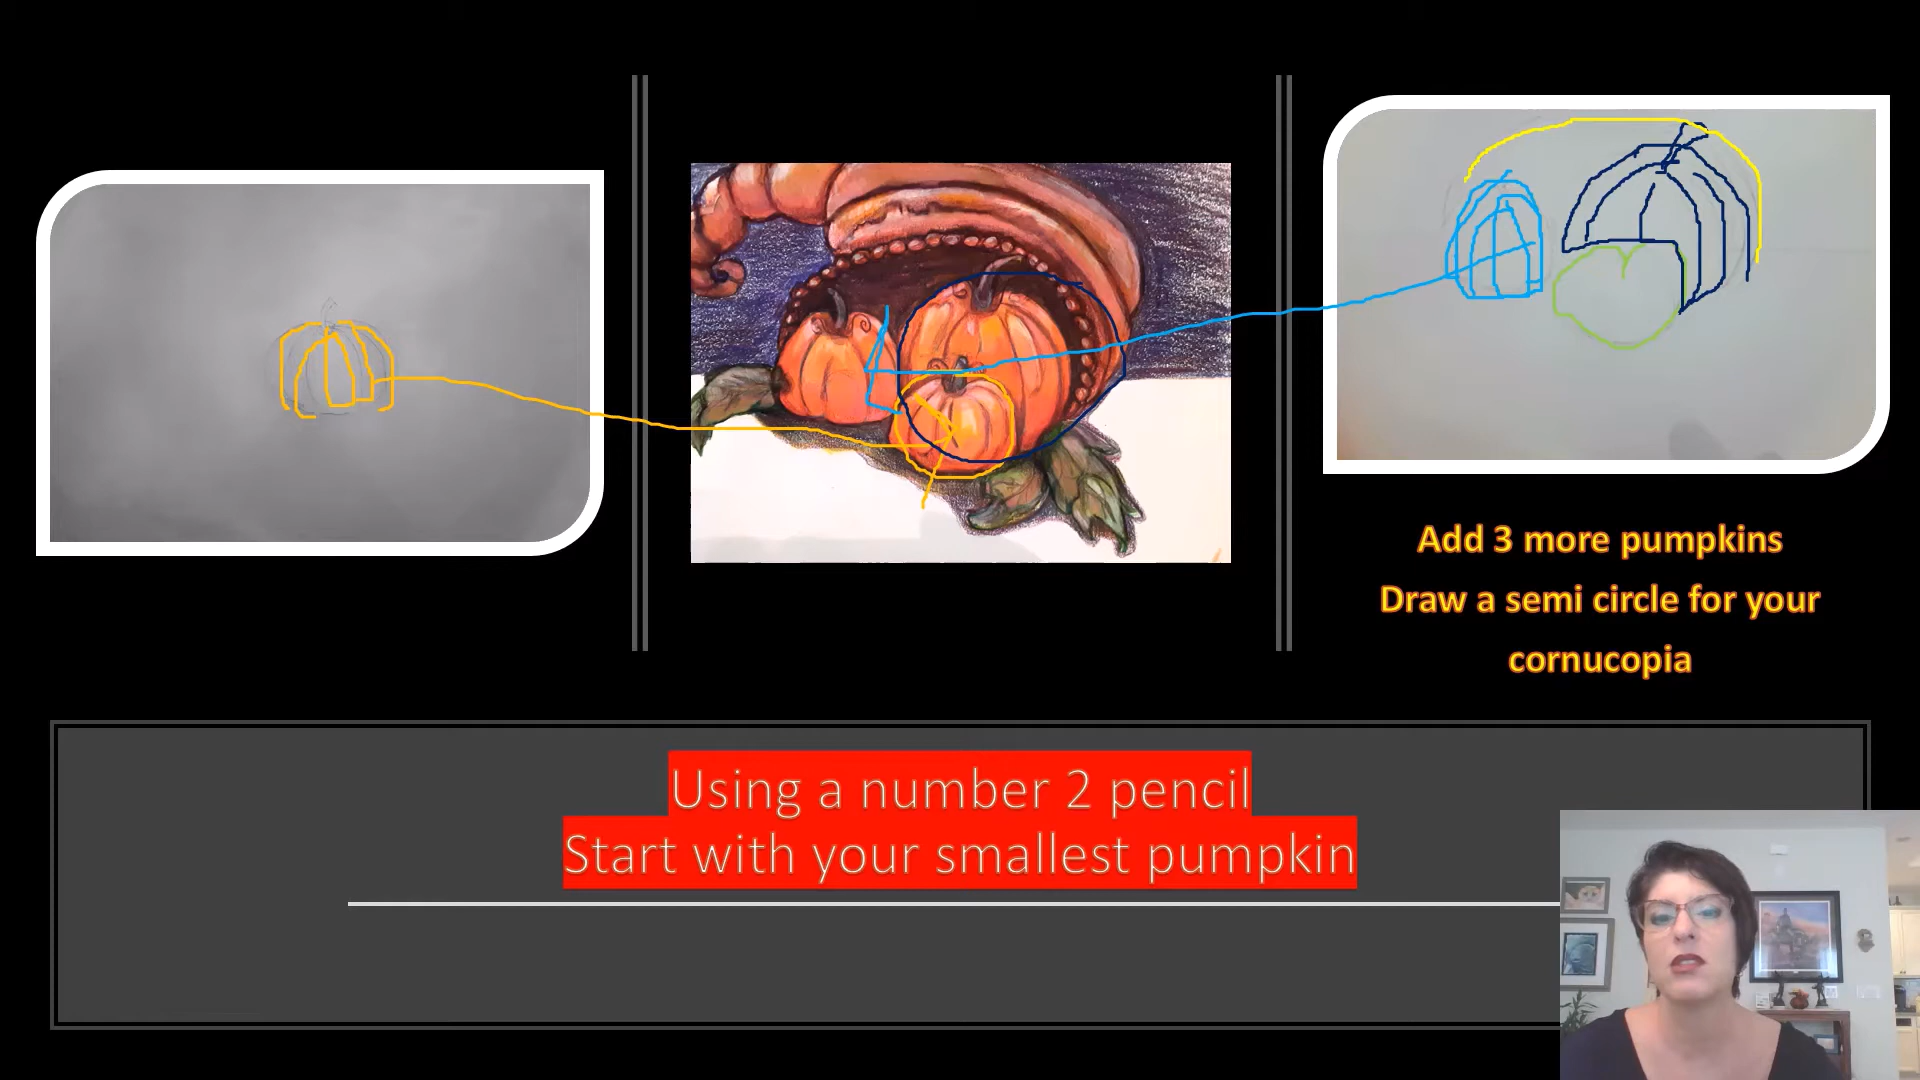 Add 3 more pumpkins
Draw a semi circle for your
cornucopia
Using a number 2 pencil
Start with your smallest pumpkin